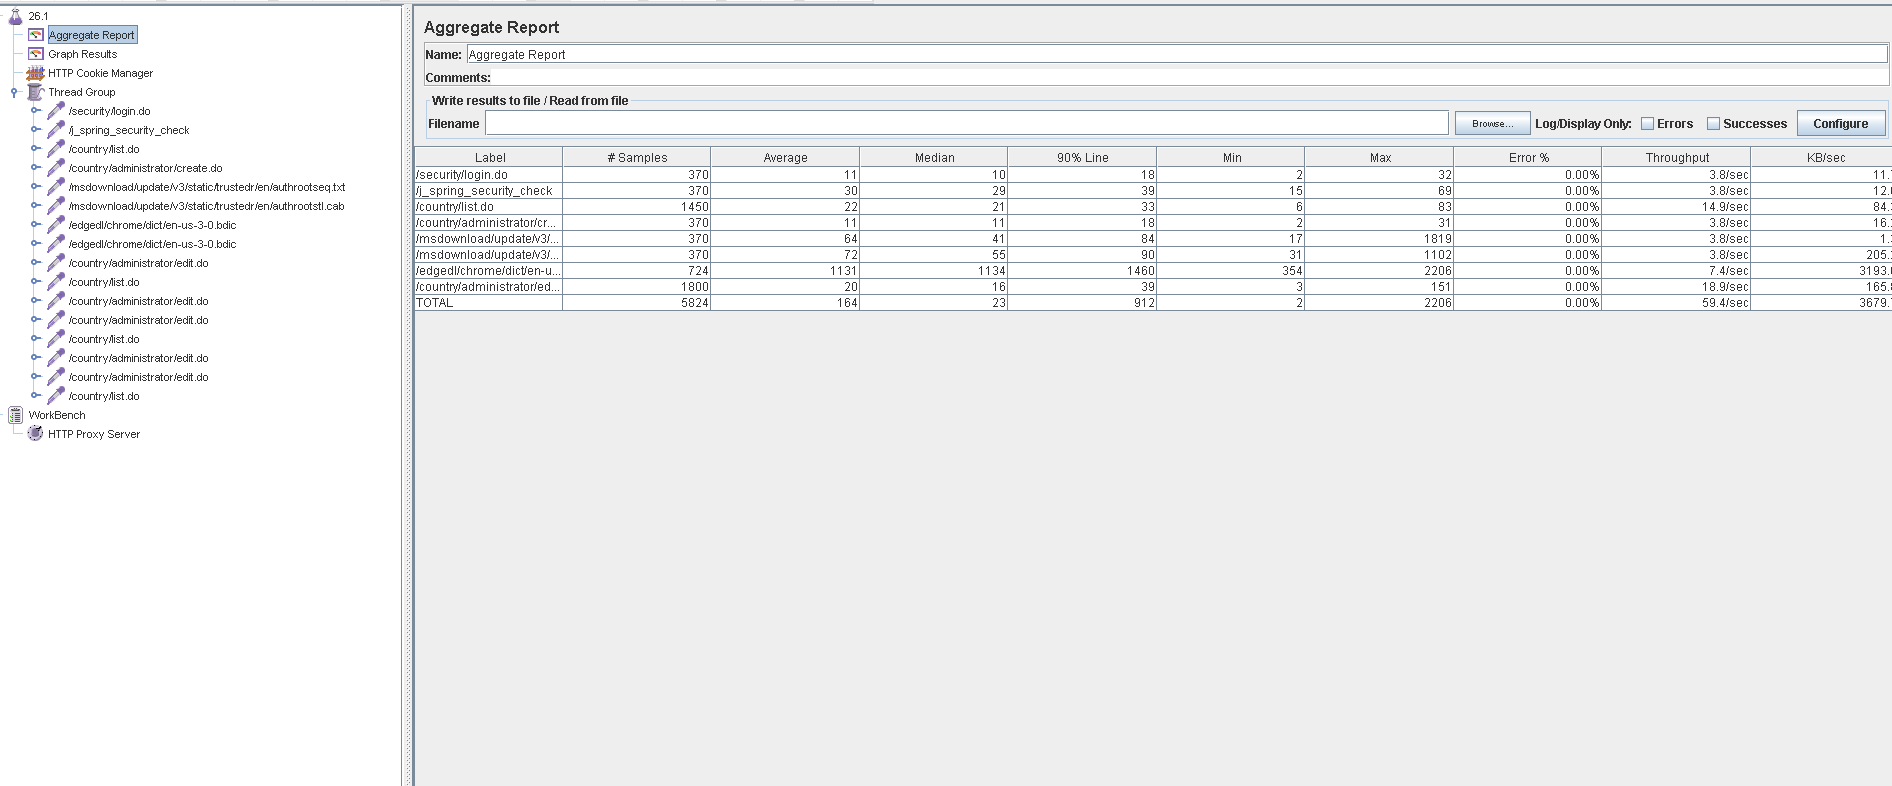 26.1
Aggregate Report
Graph Results
HTTP Cookie Manager
Thread Group
/security/login.do
/j_spring_security_check
/country/list.do
/country/administrator/create.do
/msdownload/update/v3/static/trustedr/en/authrootseq.txt
/msdownload/update/v3/static/trustedr/en/authrootstl.cab
/edgedl/chrome/dict/en-us-3-0.bdic
/edgedl/chrome/dict/en-us-3-0.bdic
/country/administrator/edit.do
/country/list.do
/country/administrator/edit.do
/country/administrator/edit.do
/country/list.do
/country/administrator/edit.do
/country/administrator/edit.do
/country/list.do
WorkBench
HTTP Proxy Server
Aggregate Report
Name: Aggregate Report
Comments:
Write results to file / Read from file
Filename Browse... Log/Display Only: Errors Successes Configure
Label # Samples Average Median 90% Line Min Max Error % Throughput KB/sec
/security/login.do 370 11 10 18 2 32 0.00% 3.8/sec 11.
/j_spring_security_check 370 30 29 39 15 69 0.00% 3.8/sec 12.
/country/list.do 1450 22 21 33 6 83 0.00% 14.9/sec 84.
/country/administrator/cr... 370 11 11 18 2 31 0.00% 3.8/sec 16.
/msdownload/update/v3/... 370 64 41 84 17 1819 0.00% 3.8/sec 1.
/msdownload/update/v3/... 370 72 55 90 31 1102 0.00% 3.8/sec 205.
/edgedl/chrome/dict/en-u... 724 1131 1134 1460 354 2206 0.00% 7.4/sec 3193.
/country/administrator/ed... 1800 20 16 39 3 151 0.00% 18.9/sec 165.
TOTAL 5824 164 23 912 2 2206 0.00% 59.4/sec 3679.